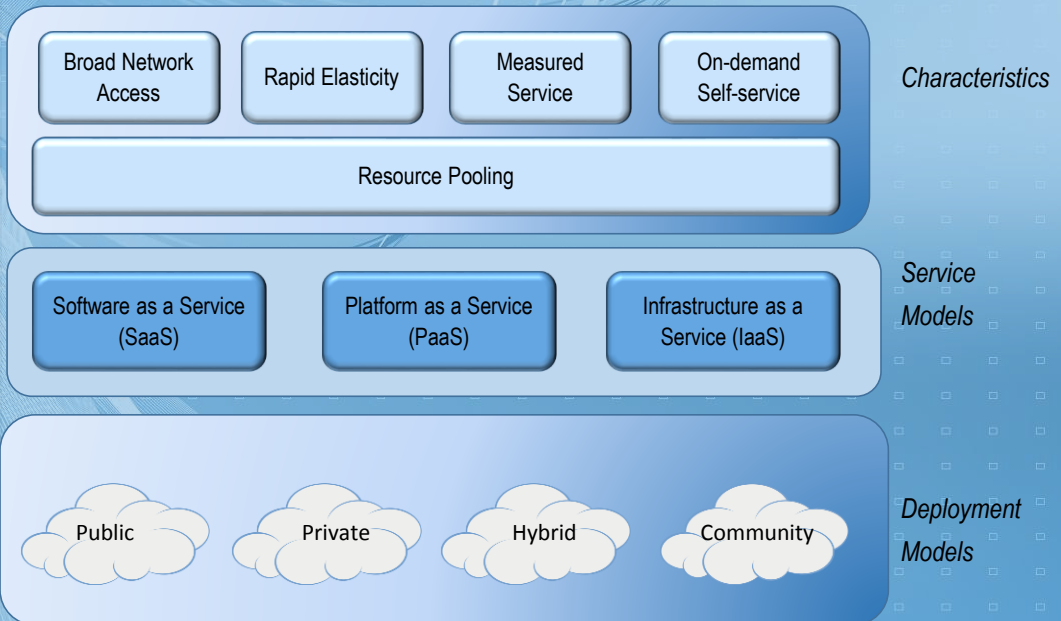 Broad Network
Access
Rapid Elasticity
Measured
Service
On-demand
Self-service
Characteristics
Resource Pooling
Software as a Service
(SaaS)
Platform as a Service
(PaaS)
Infrastructure as a
Service (IaaS)
Service
Models
Public
Private
Hybrid
Community
Deployment
Models